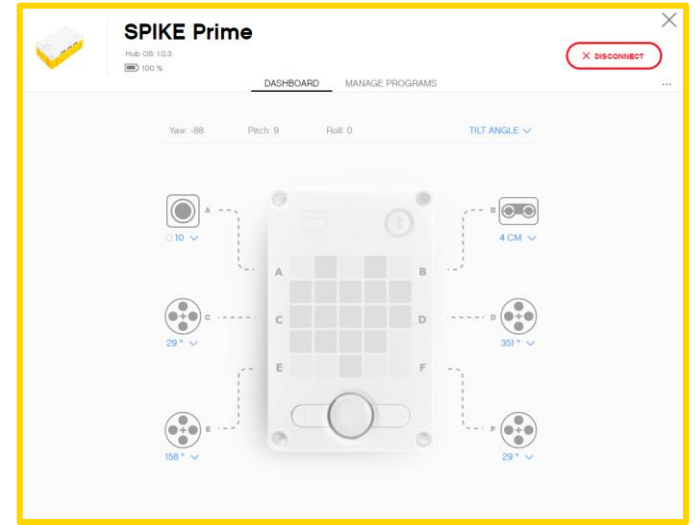 SPIKE Prime
Hub OS: 1.0.3
100 %
DISCONNECT
DASHBOARD MANAGE PROGRAMS
Yaw: -88 Pitch: 9 Roll: 0 TILT ANGLE
A B
10 4 CM
A B
C C D D
29 ° 351 °
E F
E F
158 ° 29 °